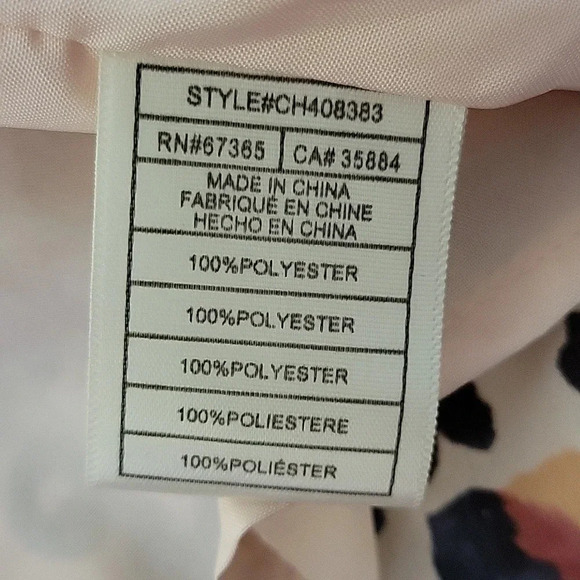 STYLE#CH408383
RN#67365 CA# 35884
MADE IN CHINA
FABRIQUÉ EN CHINE
HECHO EN CHINA
100%POLYESTER
100%POLYESTER
100%POLYESTER
100%POLIESTERE
100%POLIÉSTER